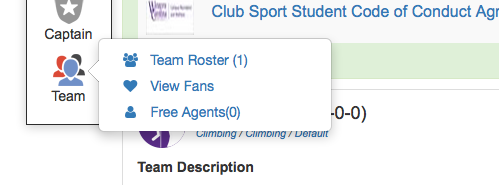 Club Sport Student Code of Conduct Agr
Captain
Team
Team Roster (1)
View Fans
Free Agents(0)
-0-0)
Climbing / Climbing / Default
Team Description